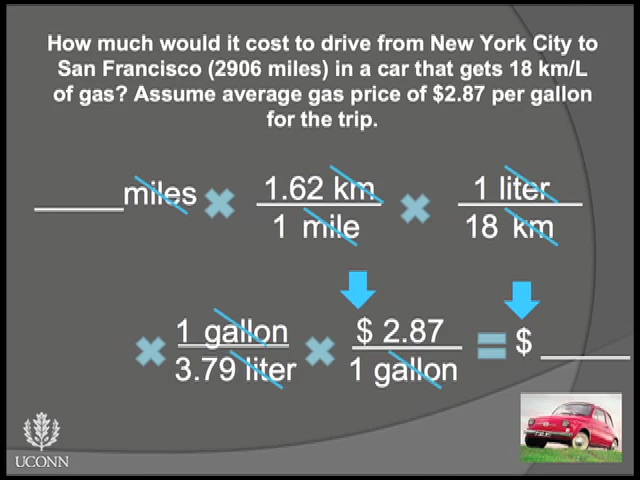 How much would it cost to drive from New York City to
San Francisco (2906 miles) in a car that gets 18 km/L
of gas? Assume average gas price of $2.87 per gallon
for the trip.
______miles × 1.62 km × 1 liter
1 mile 18 km
× 1 gallon × $ 2.87 = $ ______
3.79 liter 1 gallon
UCONN